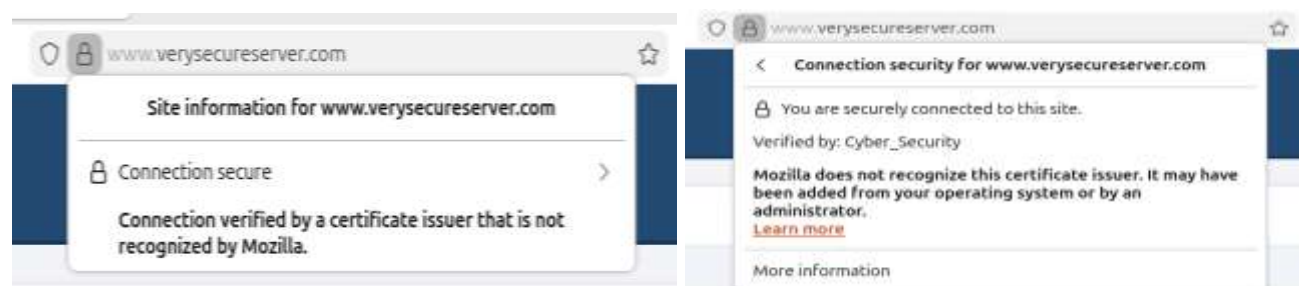 www.verysecureserver.com
Site information for www.verysecureserver.com
Connection secure
Connection verified by a certificate issuer that is not
recognized by Mozilla.
www.verysecureserver.com
Connection security for www.verysecureserver.com
You are securely connected to this site.
Verified by: Cyber_Security
Mozilla does not recognize this certificate issuer. It may have
been added from your operating system or by an
administrator.
Learn more
More information